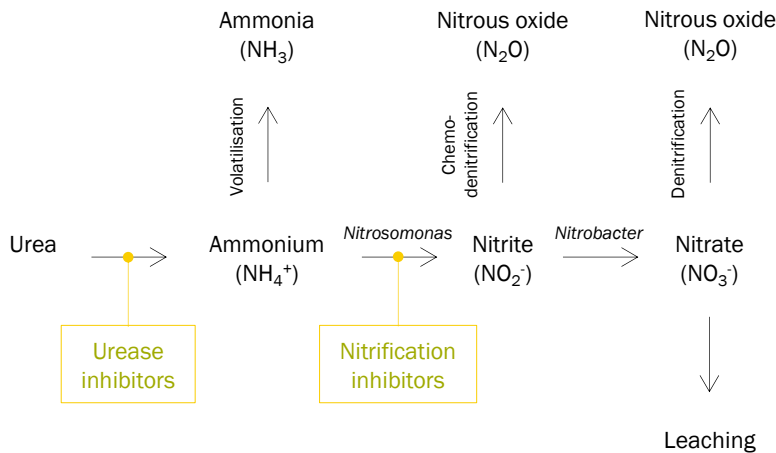 Ammonia
(NH₃)
Nitrous oxide
(N₂O)
Nitrous oxide
(N₂O)
Volatilisation
Chemo-
denitrification
Denitrification
Urea
Ammonium
(NH₄⁺)
Nitrosomonas
Nitrite
(NO₂⁻)
Nitrobacter
Nitrate
(NO₃⁻)
Urease
inhibitors
Nitrification
inhibitors
Leaching